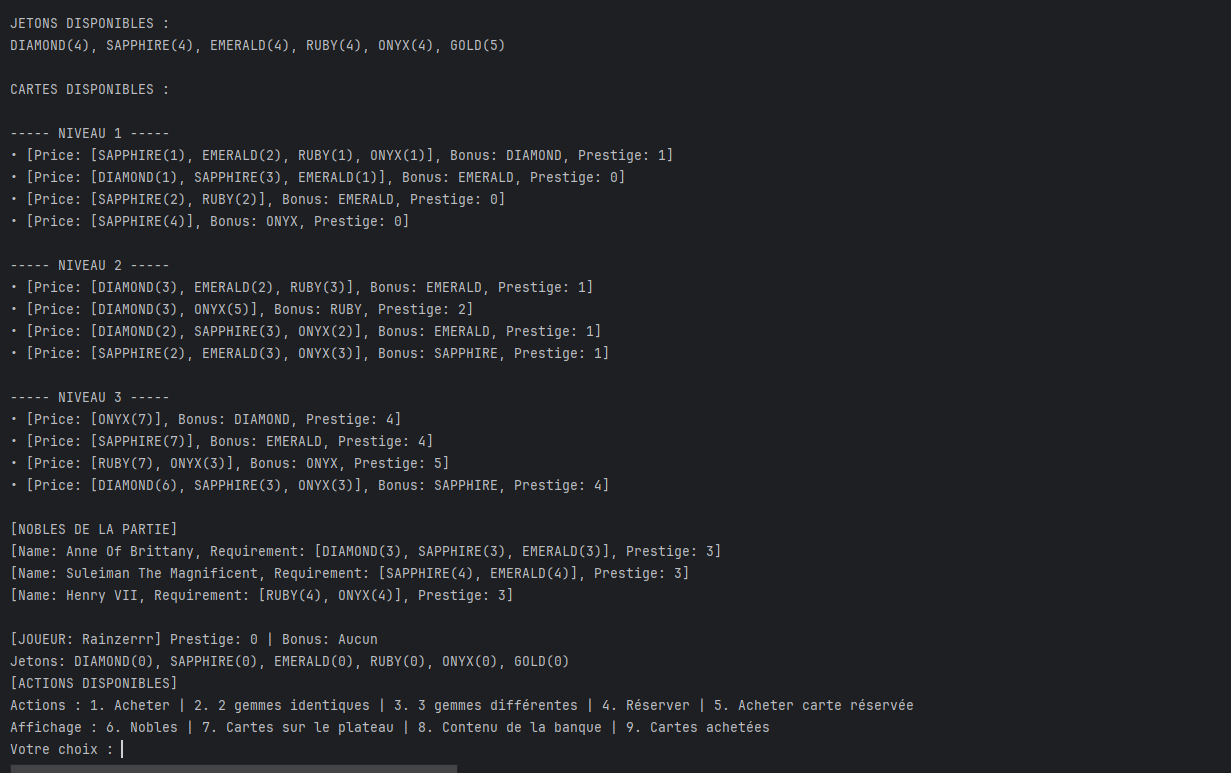 JETONS DISPONIBLES :
DIAMOND(4), SAPPHIRE(4), EMERALD(4), RUBY(4), ONYX(4), GOLD(5)
CARTES DISPONIBLES :
----- NIVEAU 1 -----
• [Price: [SAPPHIRE(1), EMERALD(2), RUBY(1), ONYX(1)], Bonus: DIAMOND, Prestige: 1]
• [Price: [DIAMOND(1), SAPPHIRE(3), EMERALD(1)], Bonus: EMERALD, Prestige: 0]
• [Price: [SAPPHIRE(2), RUBY(2)], Bonus: EMERALD, Prestige: 0]
• [Price: [SAPPHIRE(4)], Bonus: ONYX, Prestige: 0]
----- NIVEAU 2 -----
• [Price: [DIAMOND(3), EMERALD(2), RUBY(3)], Bonus: EMERALD, Prestige: 1]
• [Price: [DIAMOND(3), ONYX(5)], Bonus: RUBY, Prestige: 2]
• [Price: [DIAMOND(2), SAPPHIRE(3), ONYX(2)], Bonus: EMERALD, Prestige: 1]
• [Price: [SAPPHIRE(2), EMERALD(3), ONYX(3)], Bonus: SAPPHIRE, Prestige: 1]
----- NIVEAU 3 -----
• [Price: [ONYX(7)], Bonus: DIAMOND, Prestige: 4]
• [Price: [SAPPHIRE(7)], Bonus: EMERALD, Prestige: 4]
• [Price: [RUBY(7), ONYX(3)], Bonus: ONYX, Prestige: 5]
• [Price: [DIAMOND(6), SAPPHIRE(3), ONYX(3)], Bonus: SAPPHIRE, Prestige: 4]
[NOBLES DE LA PARTIE]
[Name: Anne Of Brittany, Requirement: [DIAMOND(3), SAPPHIRE(3), EMERALD(3)], Prestige: 3]
[Name: Suleiman The Magnificent, Requirement: [SAPPHIRE(4), EMERALD(4)], Prestige: 3]
[Name: Henry VII, Requirement: [RUBY(4), ONYX(4)], Prestige: 3]
[JOUEUR: Rainzerrr] Prestige: 0 | Bonus: Aucun
Jetons: DIAMOND(0), SAPPHIRE(0), EMERALD(0), RUBY(0), ONYX(0), GOLD(0)
[ACTIONS DISPONIBLES]
Actions : 1. Acheter | 2. 2 gemmes identiques | 3. 3 gemmes différentes | 4. Réserver | 5. Acheter carte réservée
Affichage : 6. Nobles | 7. Cartes sur le plateau | 8. Contenu de la banque | 9. Cartes achetées
Votre choix :